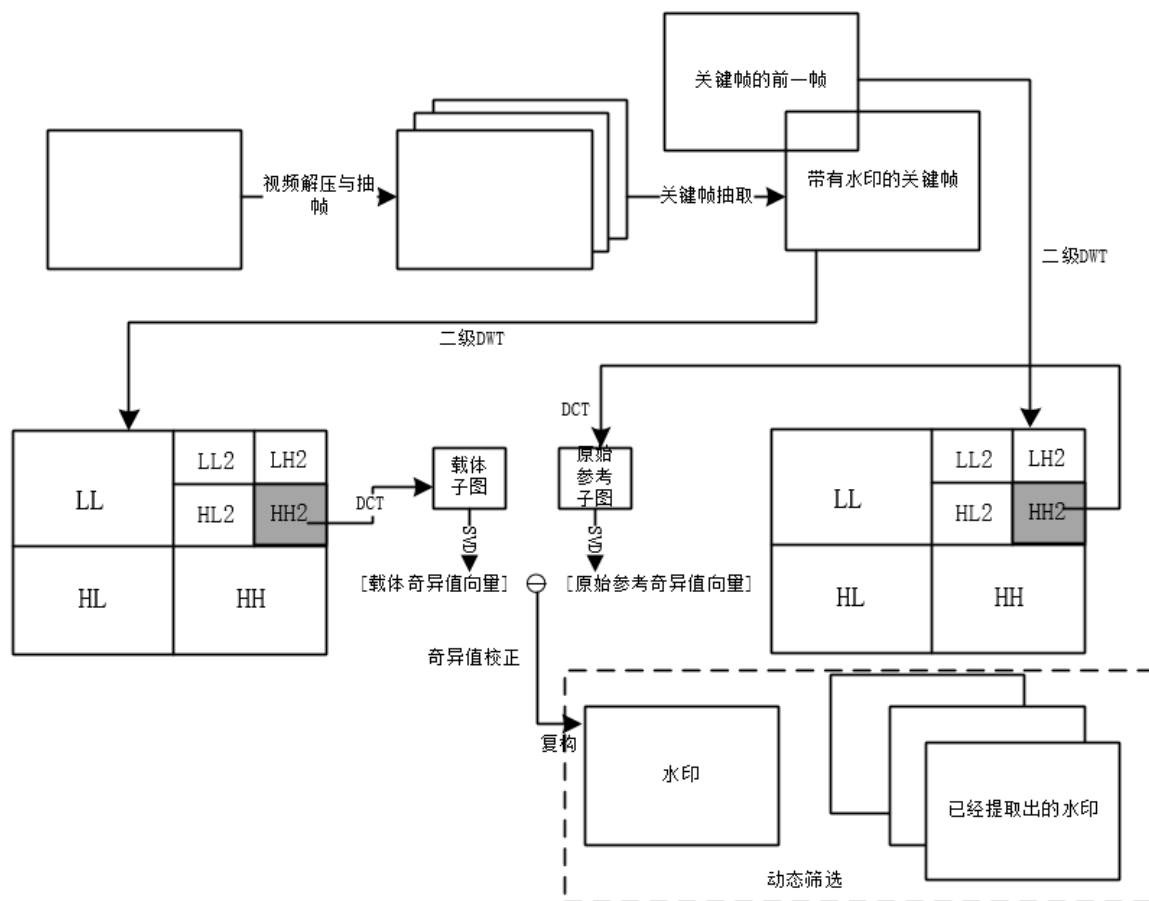 关键帧的前一帧
视频解压与抽
帧
关键帧抽取
带有水印的关键帧
二级DWT
二级DWT
LL
LL2
LH2
HL2
HH2
HL
HH
DCT
载体
子图
DCT
原始
参考
子图
LL
LL2
LH2
HL2
HH2
HL
HH
SVD
SVD
[载体奇异值向量]
[原始参考奇异值向量]
奇异值校正
复构
水印
已经提取出的水印
动态筛选